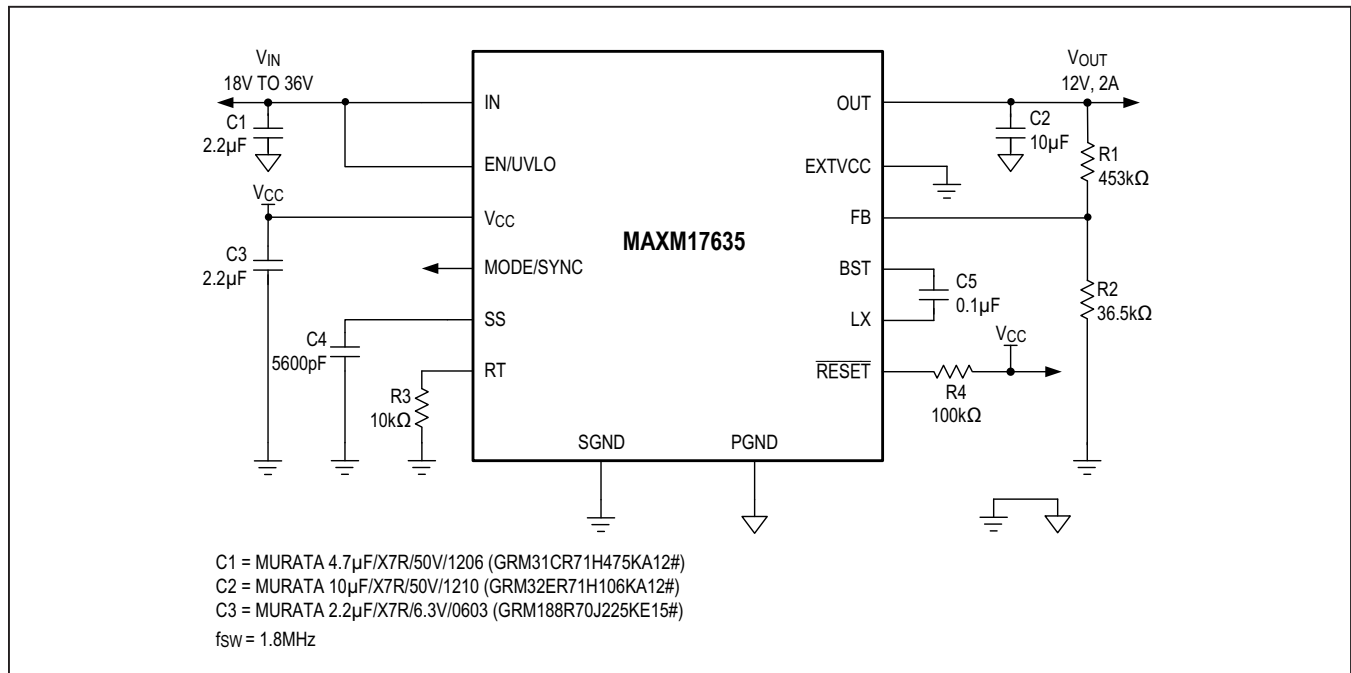 VIN
18V TO 36V
C1
2.2µF
IN
EN/UVLO
VCC
VCC
C3
2.2µF
MODE/SYNC
SS
C4
5600pF
RT
R3
10kΩ
MAXM17635
SGND
PGND
OUT
EXTVCC
FB
BST
LX
RESET
VOUT
12V, 2A
C2
10µF
R1
453kΩ
C5
0.1µF
R2
36.5kΩ
VCC
R4
100kΩ
C1 = MURATA 4.7µF/X7R/50V/1206 (GRM31CR71H475KA12#)
C2 = MURATA 10µF/X7R/50V/1210 (GRM32ER71H106KA12#)
C3 = MURATA 2.2µF/X7R/6.3V/0603 (GRM188R70J225KE15#)
fSW = 1.8MHz